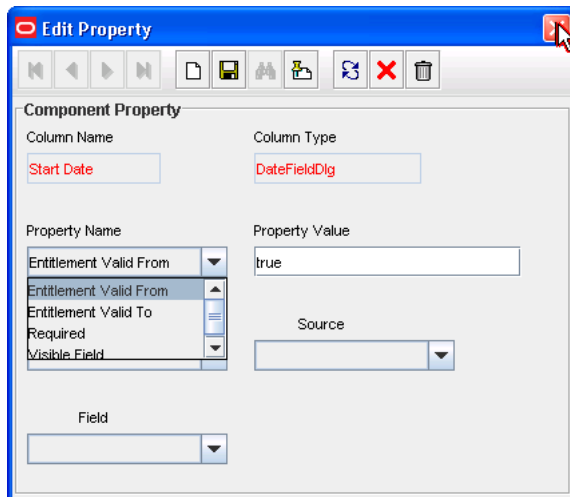 Edit Property
Component Property
Column Name
Column Type
Start Date
DateFieldDlg
Property Name
Property Value
Entitlement Valid From
true
Entitlement Valid From
Entitlement Valid To
Required
Visible Field
Source
Field